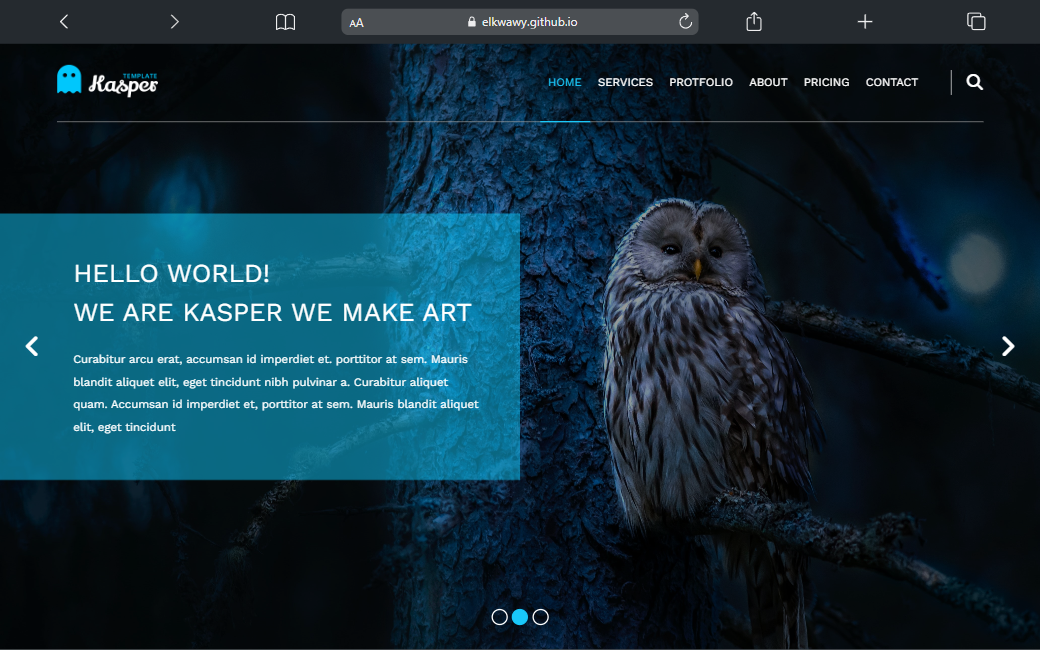 AA
elkwawy.github.io
TEMPLATE
Kasper
HOME SERVICES PROTFOLIO ABOUT PRICING CONTACT
HELLO WORLD!
WE ARE KASPER WE MAKE ART
Curabitur arcu erat, accumsan id imperdiet et. porttitor at sem. Mauris
blandit aliquet elit, eget tincidunt nibh pulvinar a. Curabitur aliquet
quam. Accumsan id imperdiet et, porttitor at sem. Mauris blandit aliquet
elit, eget tincidunt